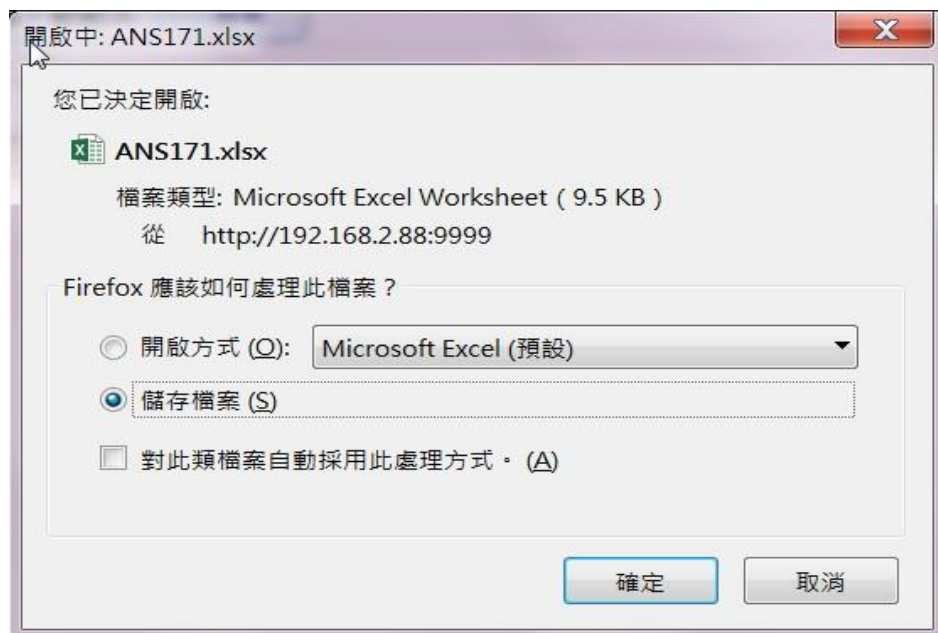 開啟中: ANS171.xlsx
您已決定開啟:
ANS171.xlsx
檔案類型: Microsoft Excel Worksheet ( 9.5 KB )
從 http://192.168.2.88:9999
Firefox 應該如何處理此檔案？
開啟方式 (O): Microsoft Excel (預設)
儲存檔案 (S)
對此類檔案自動採用此處理方式。(A)
確定 取消